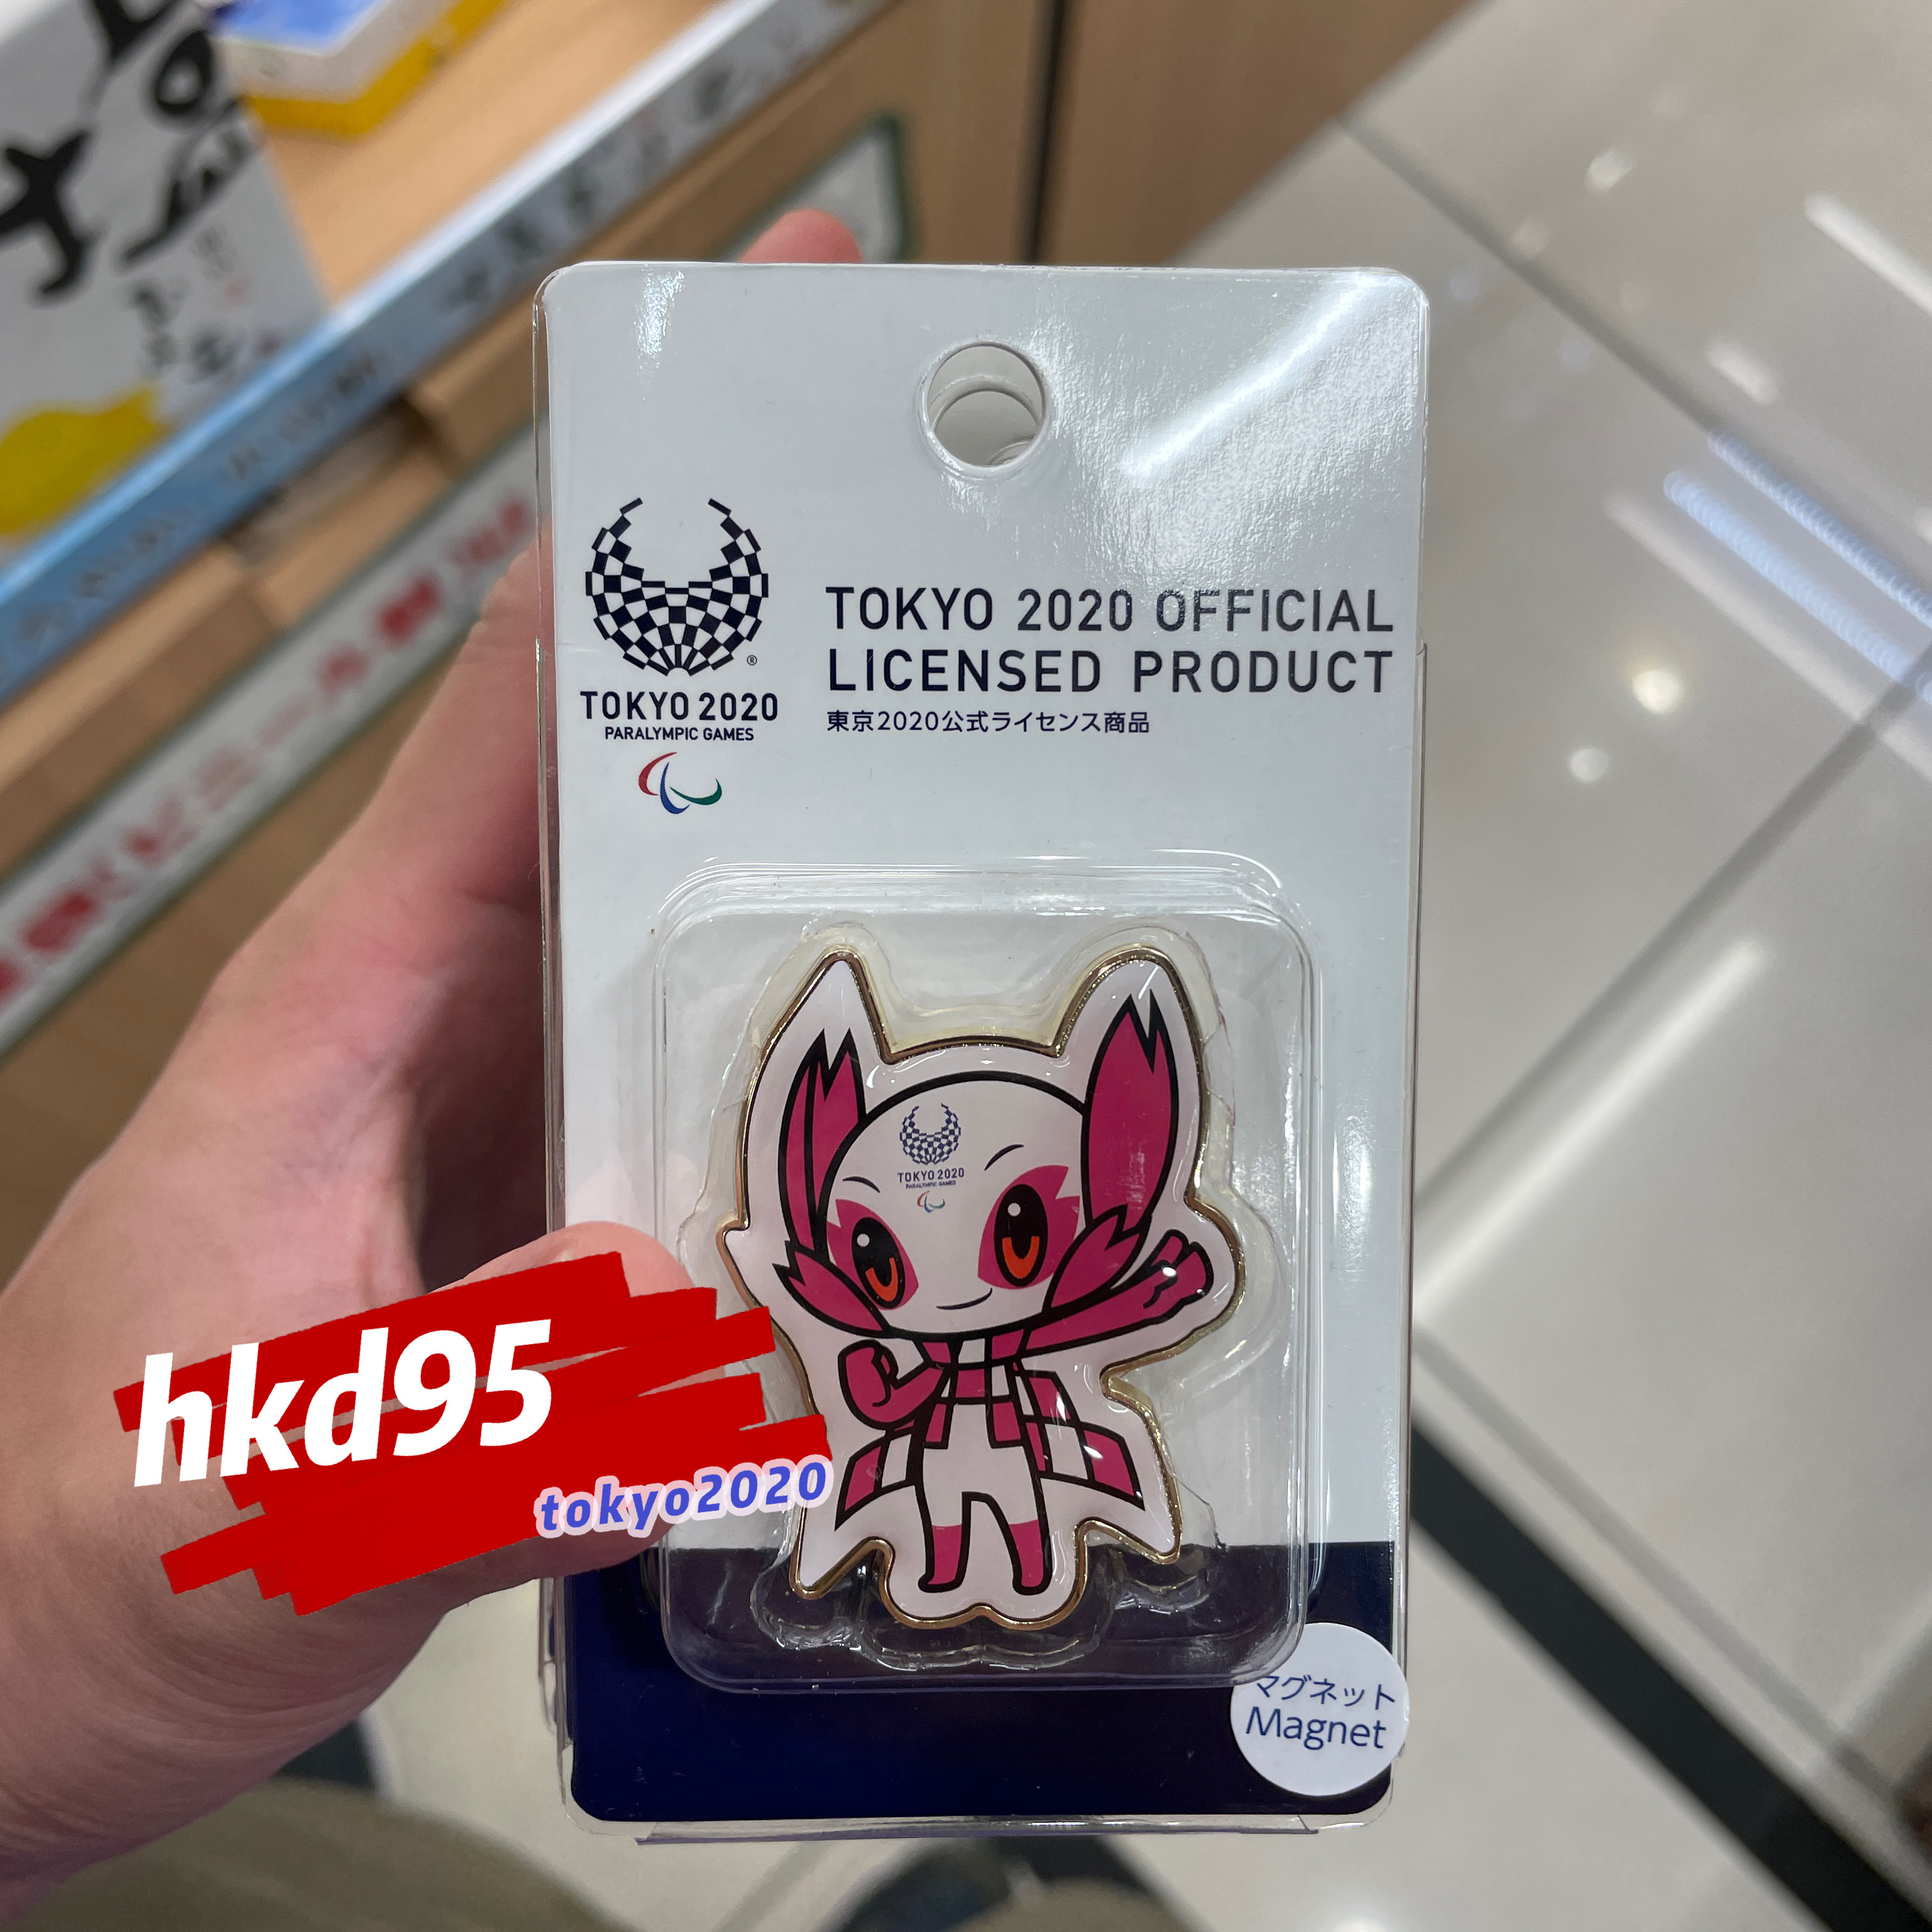 TOKYO 2020
PARALYMPIC GAMES
TOKYO 2020 OFFICIAL
LICENSED PRODUCT
東京2020公式ライセンス商品
TOKYO 2020
PARALYMPIC GAMES
hkd95
tokyo2020
マグネット
Magnet